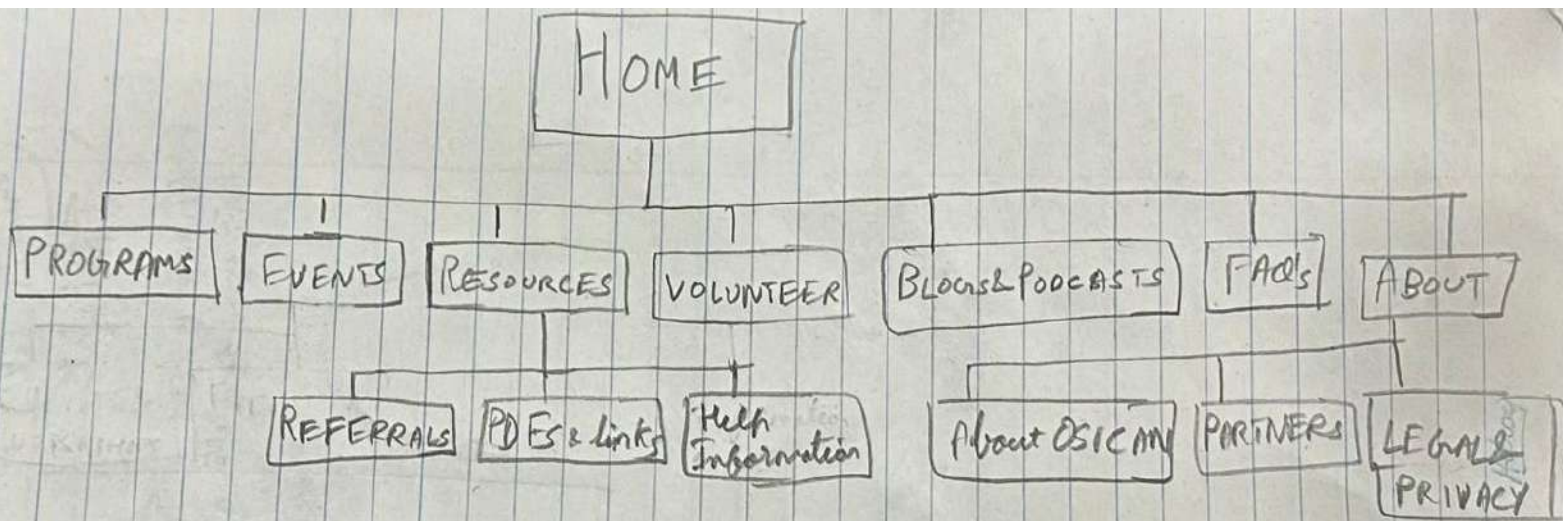 HOME
PROGRAMS
EVENTS
RESOURCES
VOLUNTEER
BLOGS & PODCASTS
FAQ's
ABOUT
REFERRALS
PDFs & Links
Help
Information
About OSICAN
PARTNERS
LEGAL &
PRIVACY